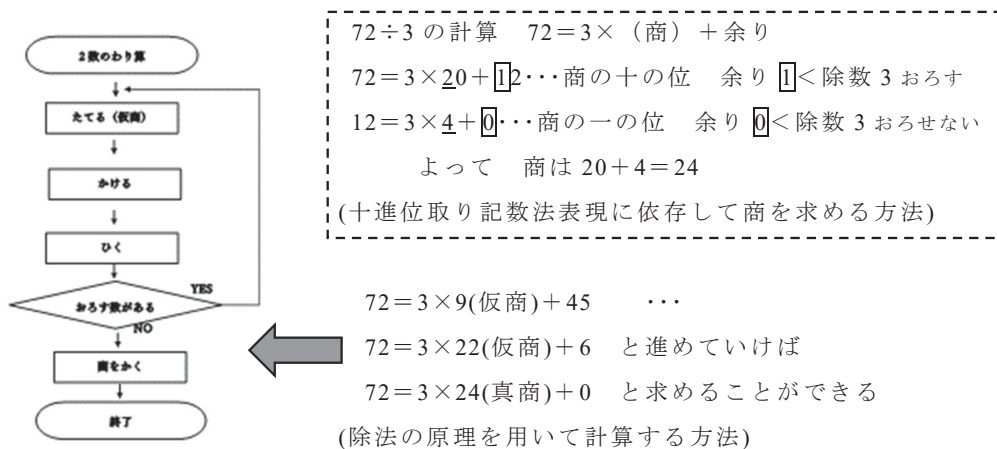 2数のわり算
たてる（仮商）
かける
ひく
おろす数がある
YES
NO
商をかく
終了
72÷3 の計算　72＝3×（商）＋余り
72＝3×20＋12･･･商の十の位　余り 1＜除数 3 おろす
12＝3×4＋0･･･商の一の位　余り 0＜除数 3 おろせない
よって　商は 20＋4＝24
(十進位取り記数法表現に依存して商を求める方法)
72＝3×9(仮商)＋45　　･･･
72＝3×22(仮商)＋6　と進めていけば
72＝3×24(真商)＋0　と求めることができる
(除法の原理を用いて計算する方法)